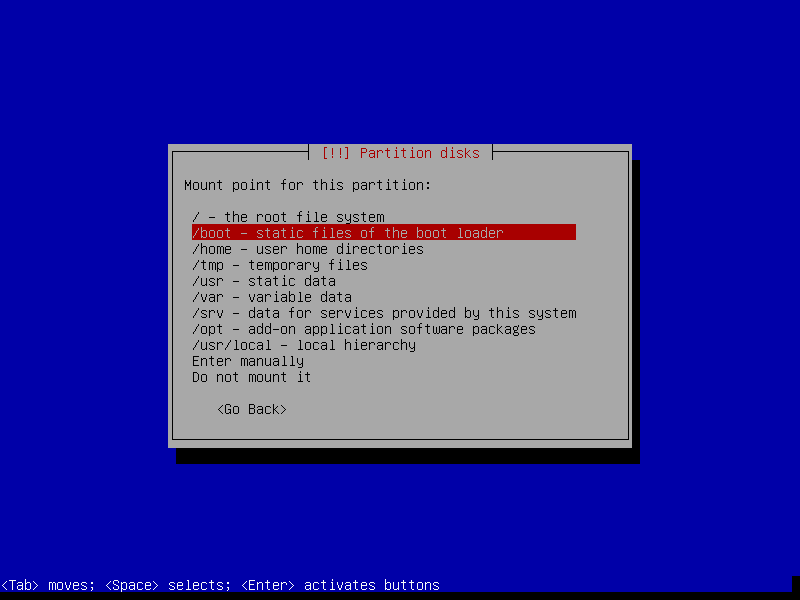 [!!] Partition disks
Mount point for this partition:
/ – the root file system
/boot – static files of the boot loader
/home – user home directories
/tmp – temporary files
/usr – static data
/var – variable data
/srv – data for services provided by this system
/opt – add–on application software packages
/usr/local – local hierarchy
Enter manually
Do not mount it
<Go Back>
<Tab> moves; <Space> selects; <Enter> activates buttons